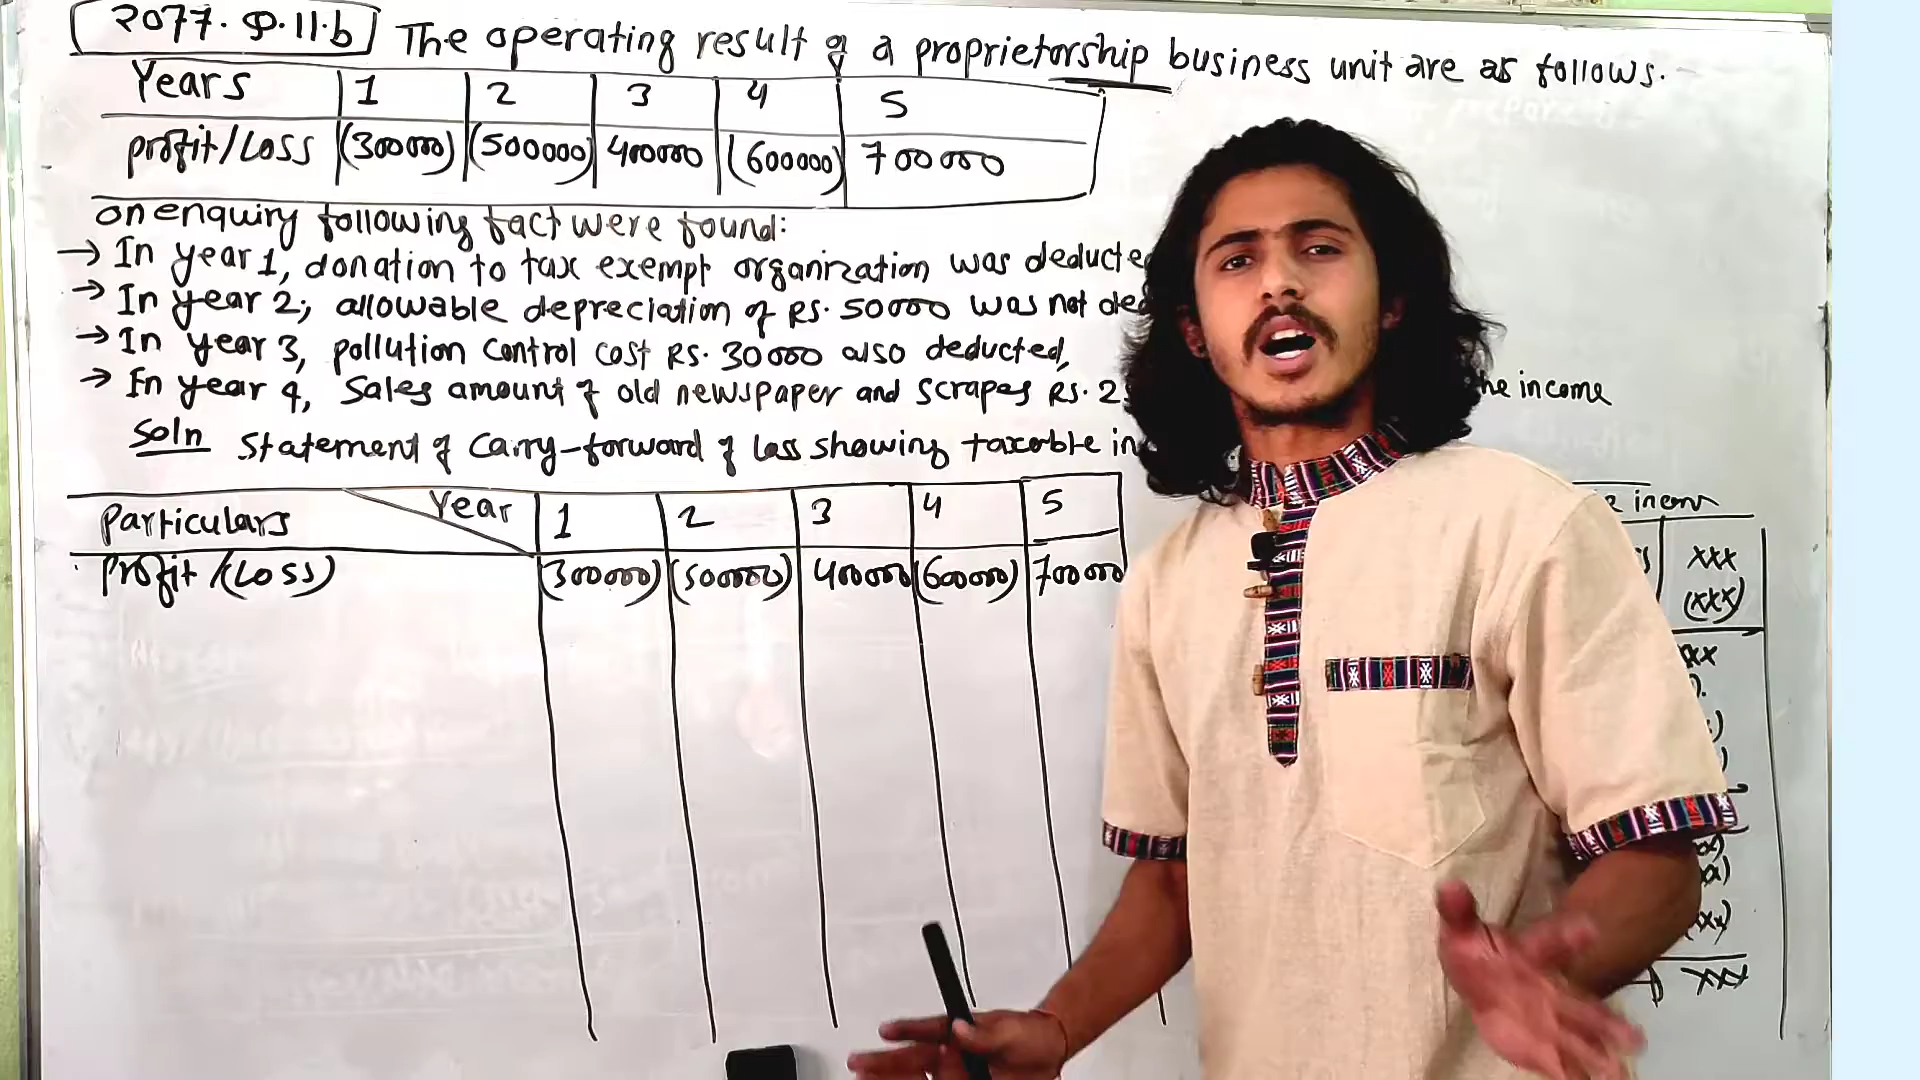 २०७७. Q.11.b The operating result of a proprietorship business unit are as follows.
Years 1 2 3 4 5
profit/Loss (300000) (500000) 400000 (600000) 700000
on enquiry following fact were found:
→ In year 1, donation to tax exempt organization was deducted
→ In year 2, allowable depreciation of RS. 50000 was not
→ In year 3, pollution control cost RS. 30000 also deducted,
→ In year 4, Sales amount of old newspaper and scrapes RS. the income
Soln Statement of Carry-forward of loss showing taxable
Particulars Year 1 2 3 4 5
Profit/(Loss) (300000) (500000) 400000 (600000) 700000
xxx
(xxx)
xxx